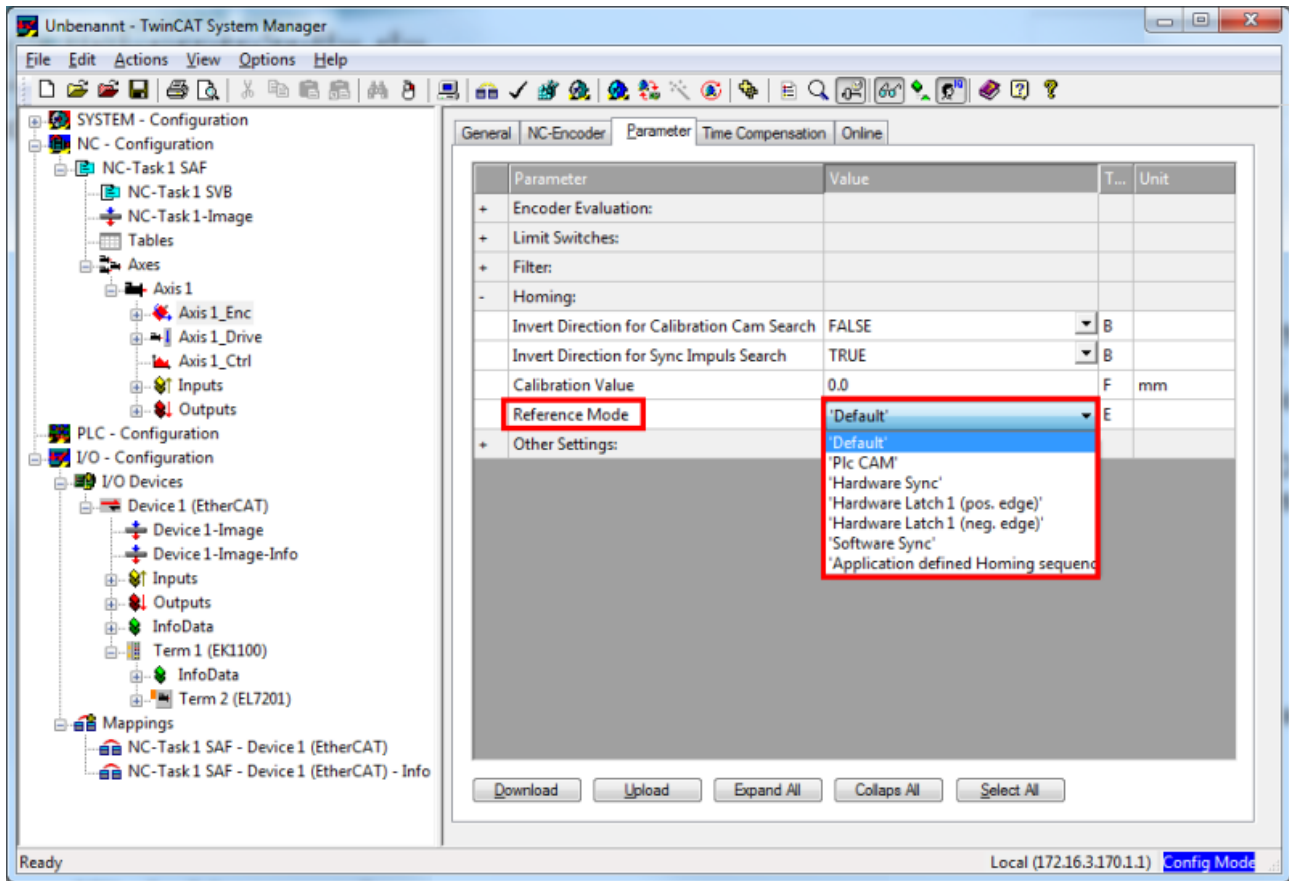 Unbenannt - TwinCAT System Manager
File Edit Actions View Options Help
SYSTEM - Configuration
NC - Configuration
NC-Task 1 SAF
NC-Task 1 SVB
NC-Task 1-Image
Tables
Axes
Axis 1
Axis 1_Enc
Axis 1_Drive
Axis 1_Ctrl
Inputs
Outputs
PLC - Configuration
I/O - Configuration
I/O Devices
Device 1 (EtherCAT)
Device 1-Image
Device 1-Image-Info
Inputs
Outputs
InfoData
Term 1 (EK1100)
InfoData
Term 2 (EL7201)
Mappings
NC-Task 1 SAF - Device 1 (EtherCAT)
NC-Task 1 SAF - Device 1 (EtherCAT) - Info
General NC-Encoder Parameter Time Compensation Online
Parameter Value T... Unit
+ Encoder Evaluation:
+ Limit Switches:
+ Filter:
- Homing:
Invert Direction for Calibration Cam Search FALSE B
Invert Direction for Sync Impuls Search TRUE B
Calibration Value 0.0 F mm
Reference Mode 'Default' E
+ Other Settings:
'Default'
'Plc CAM'
'Hardware Sync'
'Hardware Latch 1 (pos. edge)'
'Hardware Latch 1 (neg. edge)'
'Software Sync'
'Application defined Homing sequenc
Download Upload Expand All Collaps All Select All
Ready Local (172.16.3.170.1.1) Config Mode